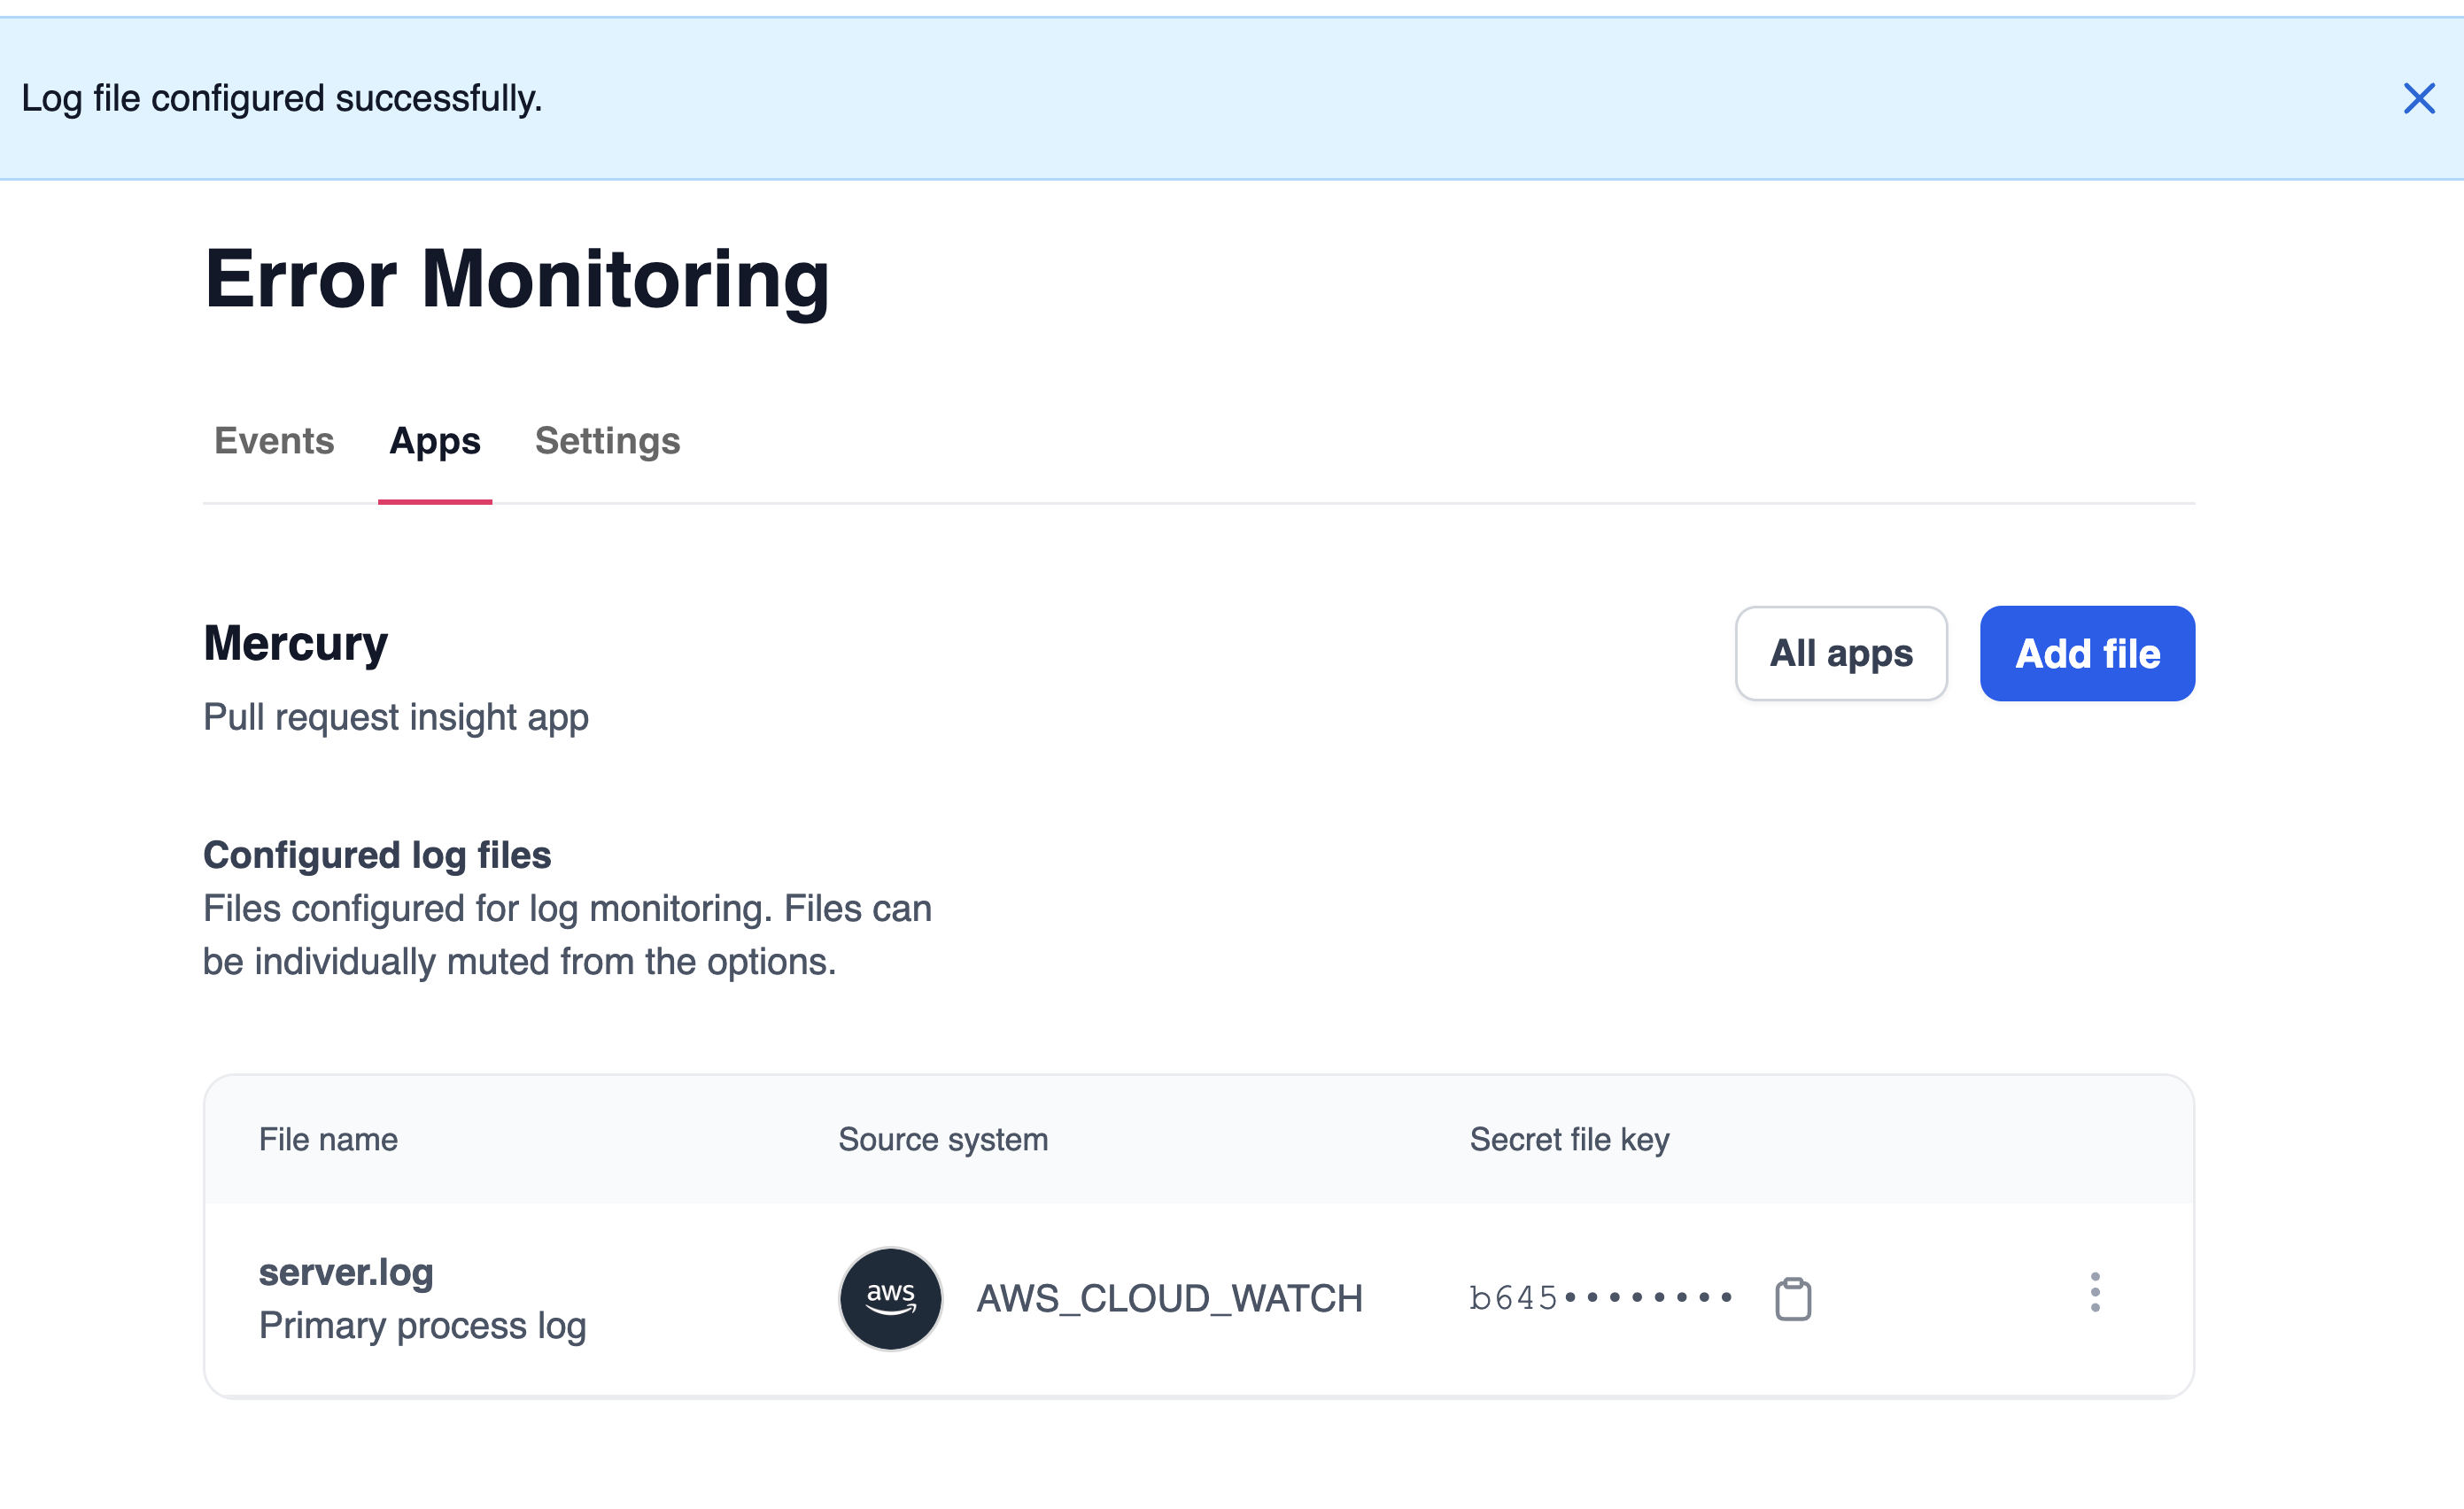 Log file configured successfully.
Error Monitoring
Events Apps Settings
Mercury
All apps
Add file
Pull request insight app
Configured log files
Files configured for log monitoring. Files can
be individually muted from the options.
File name Source system Secret file key
server.log
Primary process log
aws
AWS_CLOUD_WATCH
b645••••••••